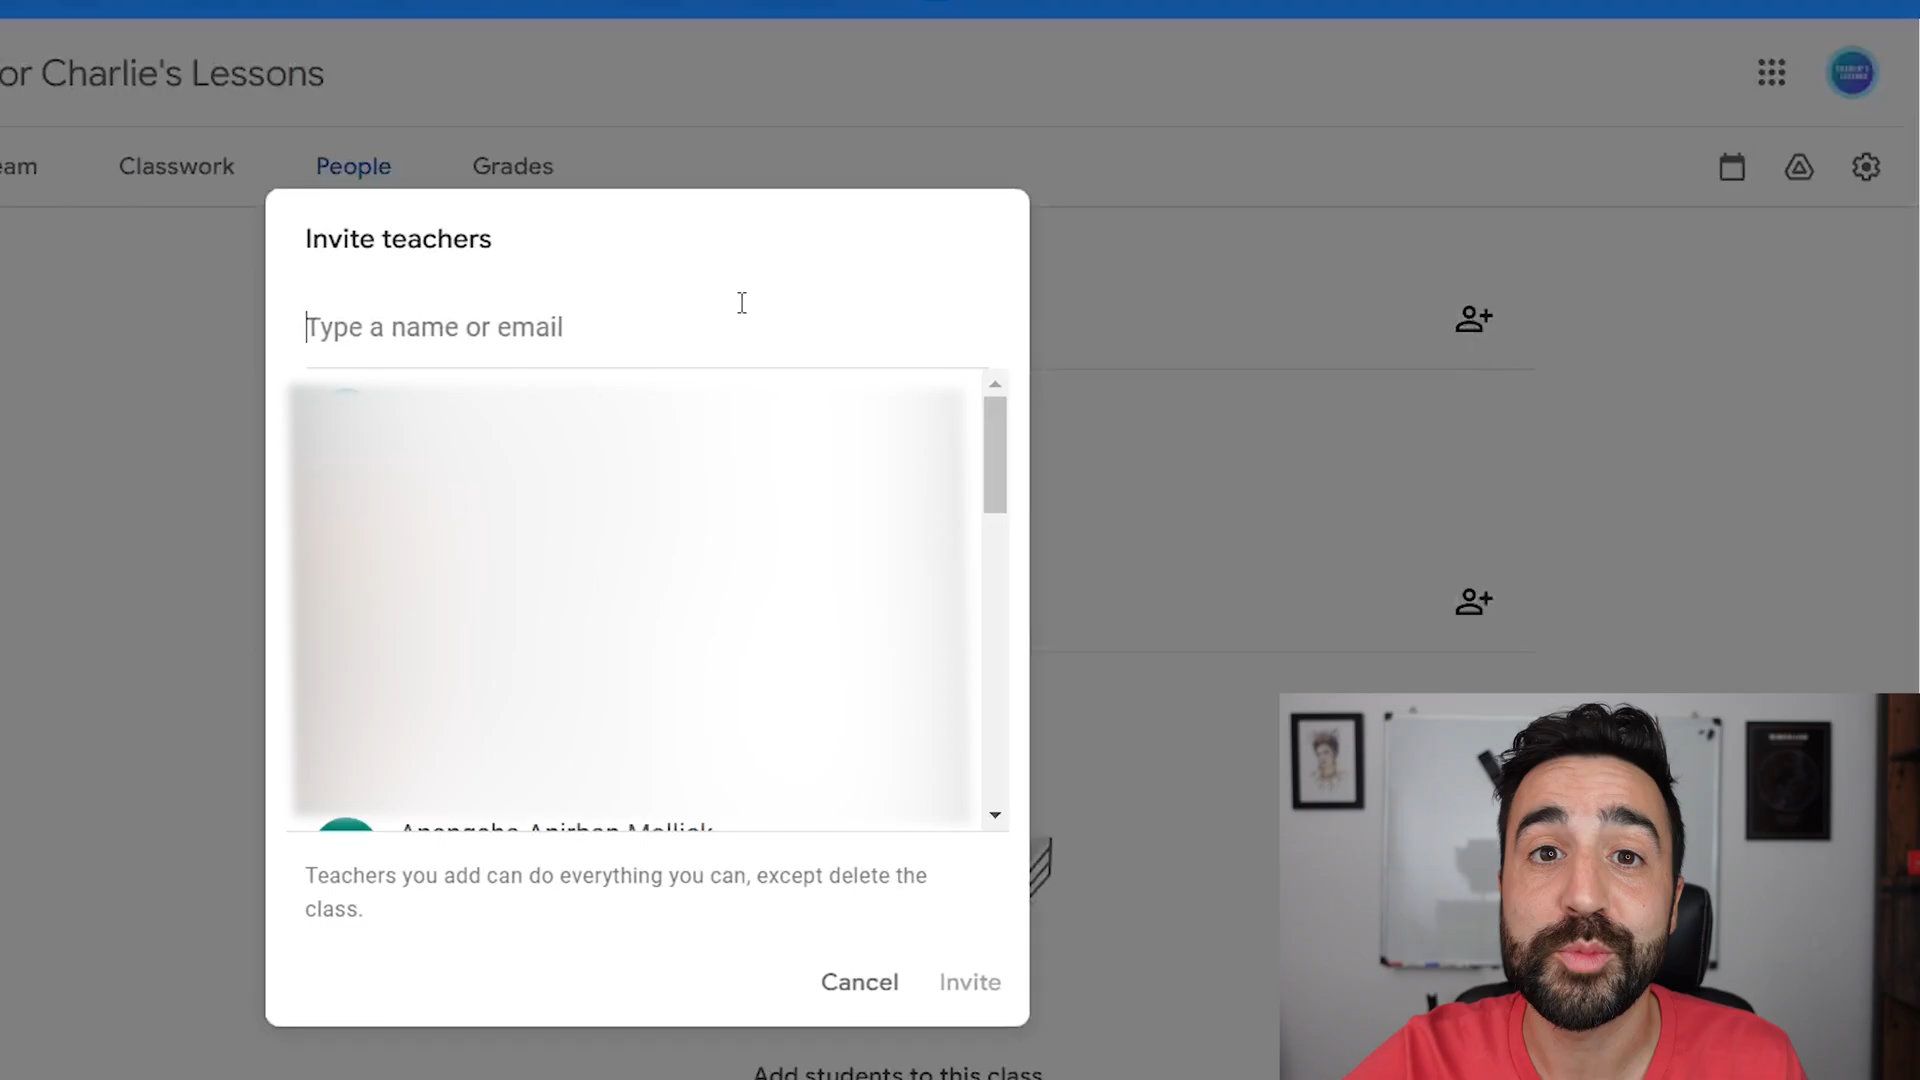 or Charlie's Lessons
eam
Classwork
People
Grades
Invite teachers
Type a name or email
Teachers you add can do everything you can, except delete the
class.
Cancel
Invite
Add students to this class